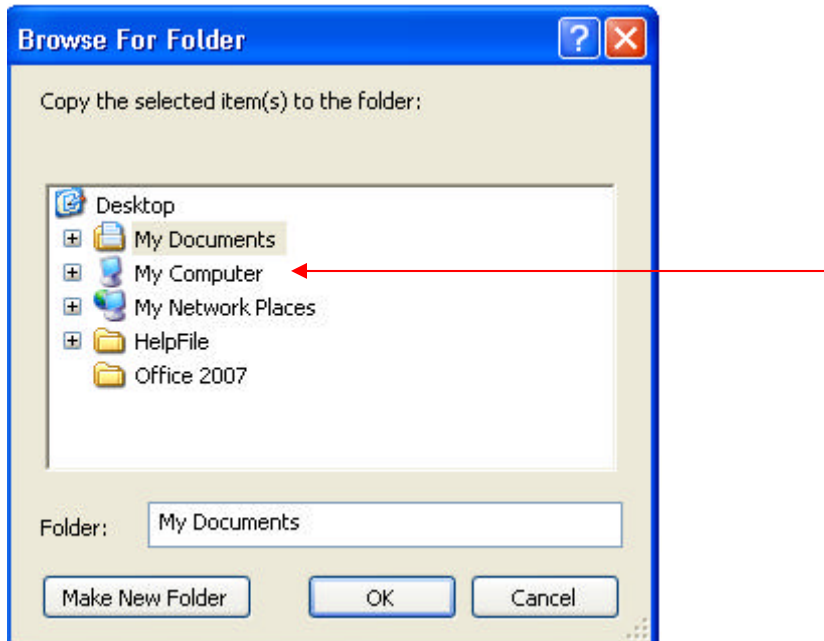 Browse For Folder
Copy the selected item(s) to the folder:
Desktop
My Documents
My Computer
My Network Places
HelpFile
Office 2007
Folder: My Documents
Make New Folder OK Cancel